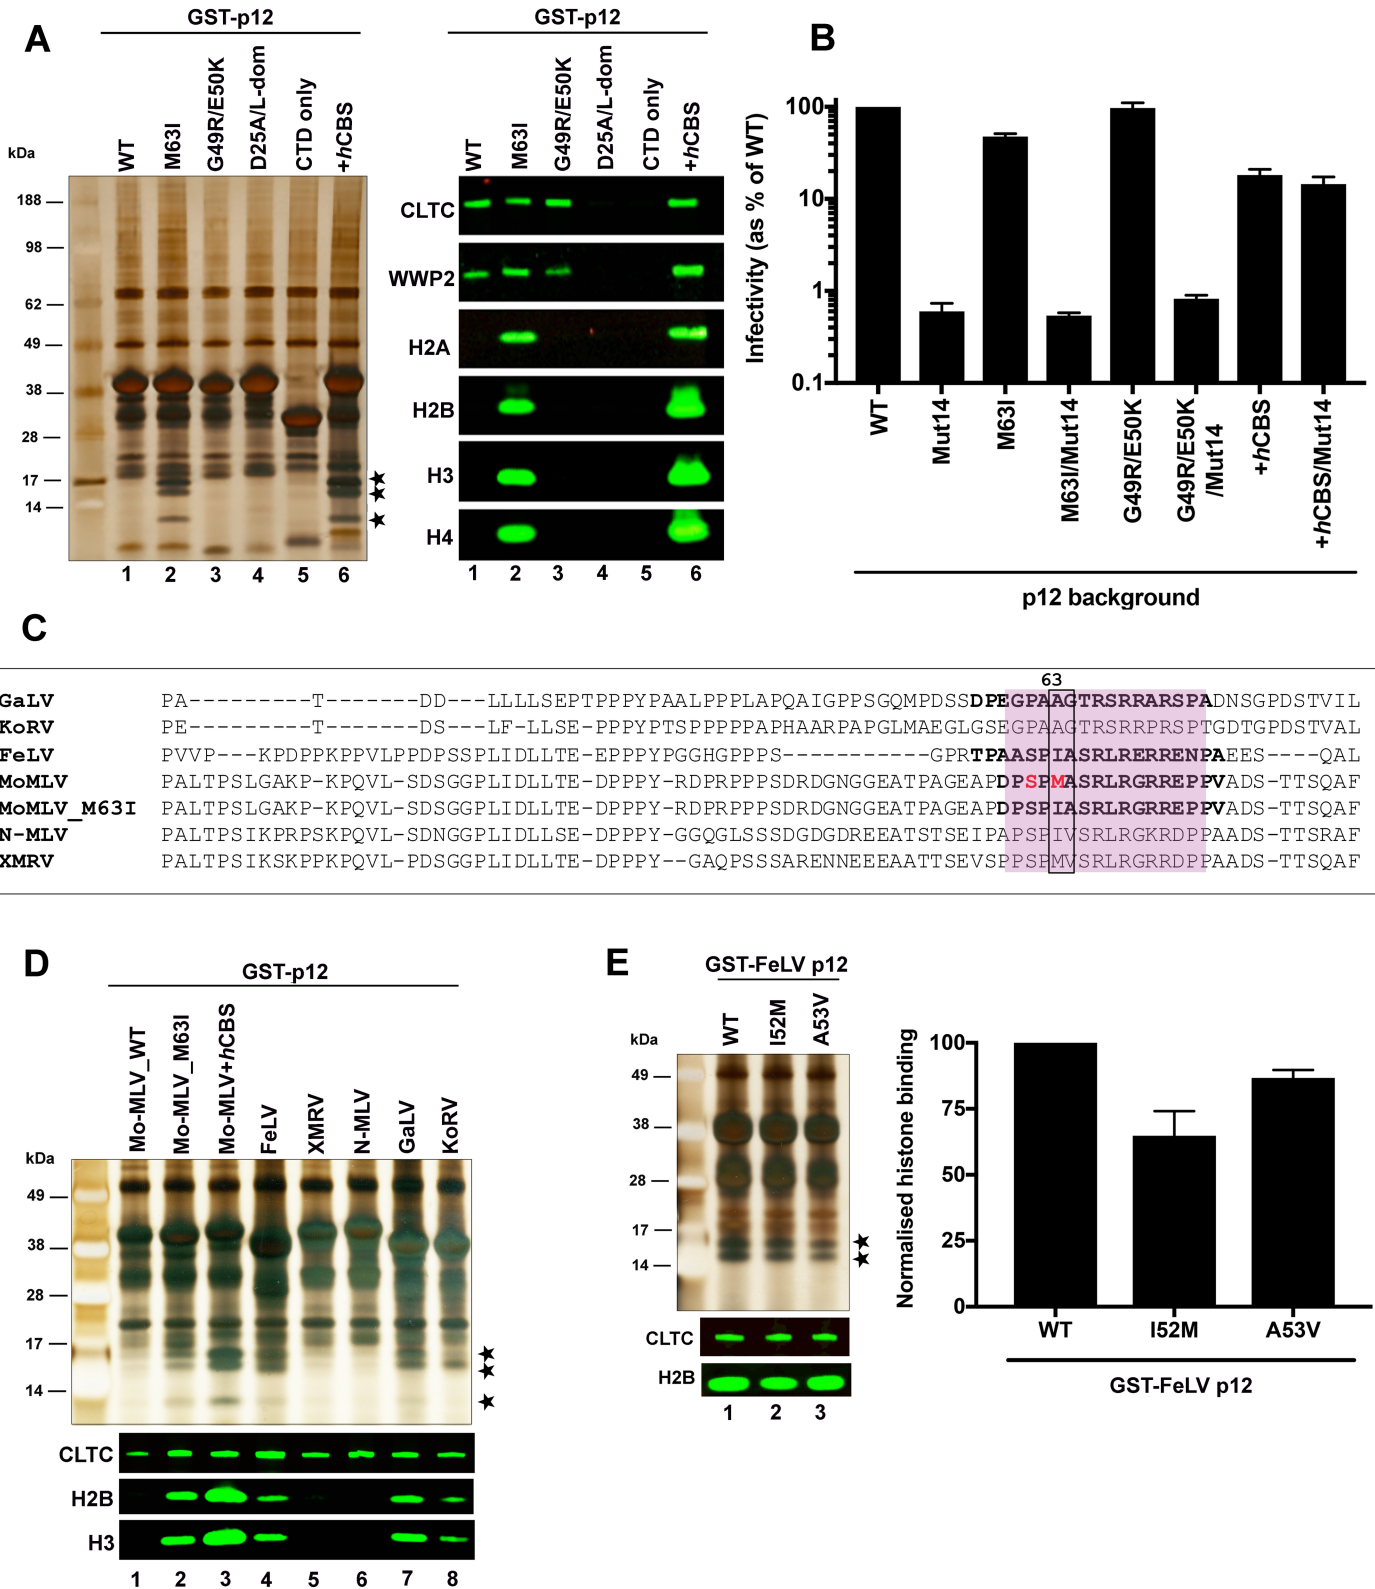 A
GST-p12
kDa
WT
M63I
G49R/E50K
D25A/L-dom
CTD only
+hCBS
188
98
62
49
38
28
17
14
1 2 3 4 5 6
GST-p12
WT
M63I
G49R/E50K
D25A/L-dom
CTD only
+hCBS
CLTC
WWP2
H2A
H2B
H3
H4
1 2 3 4 5 6
B
Infectivity (as % of WT)
100
10
1
0.1
WT
Mut14
M63I
M63I/Mut14
G49R/E50K
G49R/E50K
/Mut14
+hCBS
+hCBS/Mut14
p12 background
C
63
GaLV PA---------T-------DD---LLLLSEPTPPPYPAALPPPLAPQAIGPPSGQMPDSSDPEGPAAGTRSRRARSPADNSGPDSTVIL
KoRV PE---------T-------DS---LF-LLSE-PPPYPTSPPPPAPHAARPAPGLMAEGLGSEGPAAGTRSRRPRSPTGDTGPDSTVAL
FeLV PVVP---KPDPPKPPVLPPDPSSPLIDLLTE-EPPPYPGGHGPPPS-----------GPRTPAASPIASRLRERRENPAEES----QAL
MoMLV PALTPSLGAKP-KPQVL-SDSGGPLIDLLTE-DPPPY-RDPRPPPSDRDGNGGEATPAGEAPDPSPMASRLRGRREPPVADS-TTSQAF
MoMLV_M63I PALTPSLGAKP-KPQVL-SDSGGPLIDLLTE-DPPPY-RDPRPPPSDRDGNGGEATPAGEAPDPSPIASRLRGRREPPVADS-TTSQAF
N-MLV PALTPSIKPRPSKPQVL-SDNGGPLIDLLSE-DPPPY-GGQGLSSSDGDGDREEATSTSEIPAPSPIVSRLRGKRDPPAADS-TTSRAF
XMRV PALTPSIKSKPPKPQVL-PDSGGPLIDLLTE-DPPPY--GAQPSSSARENNEEEAATTSEVSPPSPMVSRLRGRRDPPAADS-TTSQAF
D
GST-p12
Mo-MLV_WT
Mo-MLV_M63I
Mo-MLV+hCBS
FeLV
XMRV
N-MLV
GaLV
KoRV
kDa
49
38
28
17
14
CLTC
H2B
H3
1 2 3 4 5 6 7 8
E
GST-FeLV p12
kDa
WT
I52M
A53V
49
38
28
17
14
CLTC
H2B
1 2 3
Normalised histone binding
100
75
50
25
0
WT I52M A53V
GST-FeLV p12